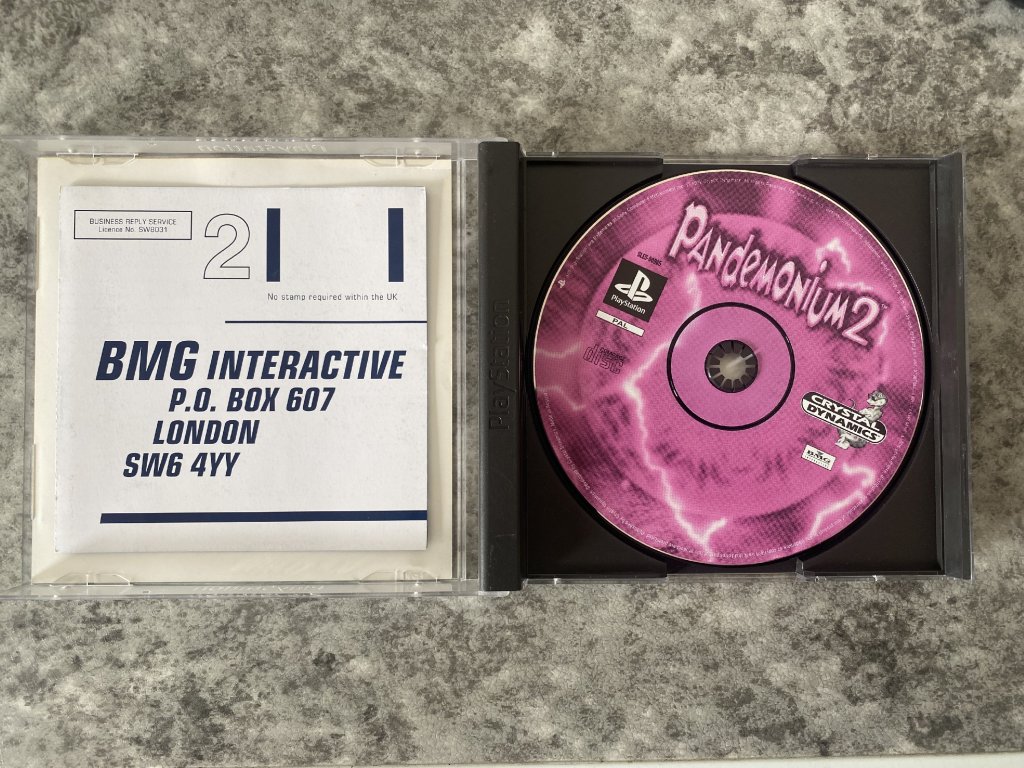 BUSINESS REPLY SERVICE
Licence No. SW6031
2
No stamp required within the UK
BMG INTERACTIVE
P.O. BOX 607
LONDON
SW6 4YY
PlayStation
PANDEMONIUM 2
PlayStation
PAL
CRYSTAL
DYNAMICS
BMG